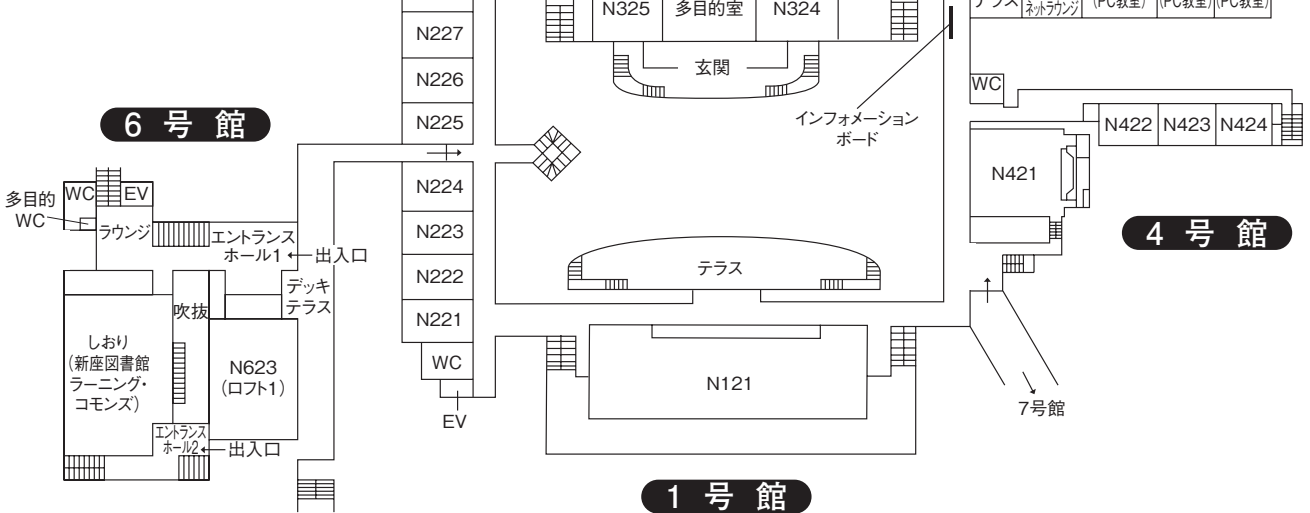 N325
多目的室
N324
テラス
ネットラウンジ
(PC教室)
(PC教室)
(PC教室)
N227
N226
N225
N224
N223
N222
N221
WC
EV
玄関
インフォメーション
ボード
WC
N422
N423
N424
N421
4号館
6号館
多目的
WC
WC
EV
ラウンジ
エントランス
ホール1
出入口
デッキ
テラス
吹抜
しおり
(新座図書館
ラーニング・
コモンズ)
N623
(ロフト1)
エントランス
ホール2
出入口
テラス
N121
7号館
1号館